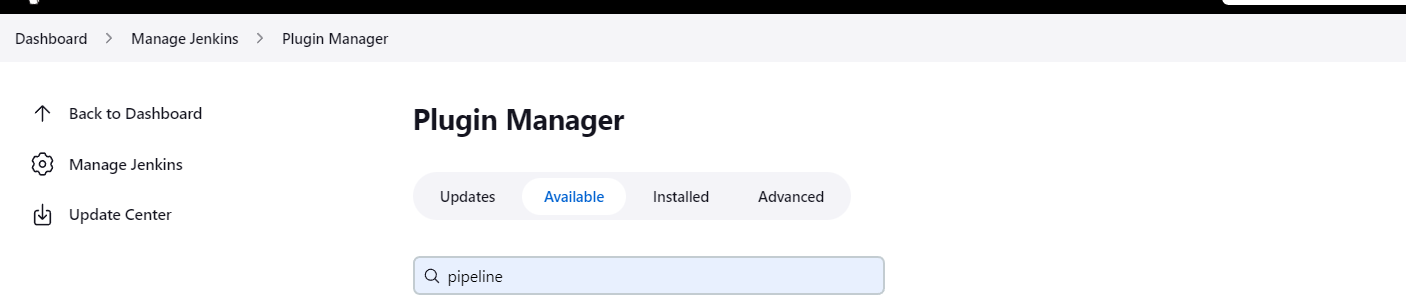 Dashboard > Manage Jenkins > Plugin Manager
Back to Dashboard
Manage Jenkins
Update Center
Plugin Manager
Updates Available Installed Advanced
pipeline